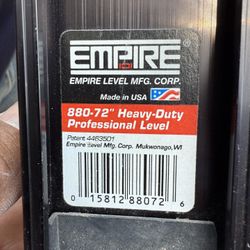 EMPIRE
EMPIRE LEVEL MFG. CORP.
Made in USA
880-72" Heavy-Duty
Professional Level
Patent 4463501
Empire Level Mfg. Corp. Mukwonago, WI
0 15812 88072 6